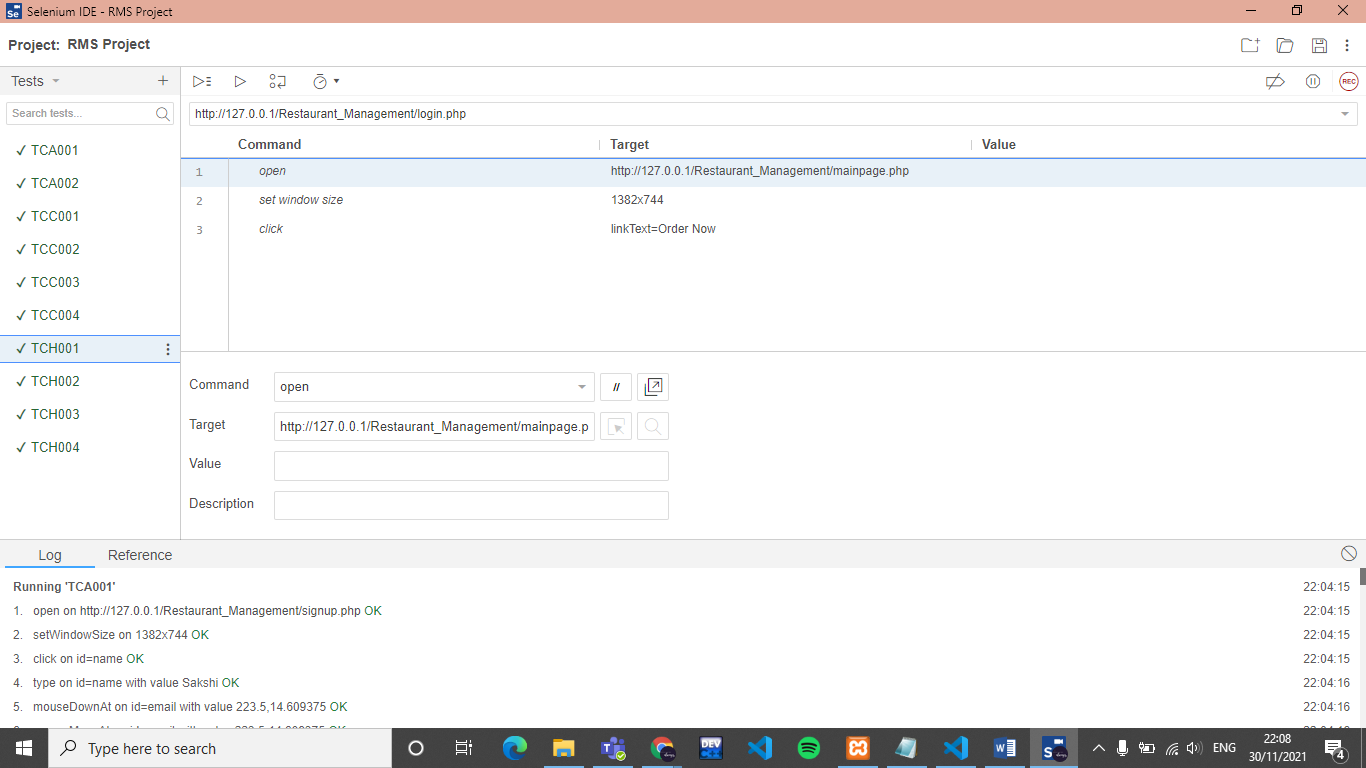 Selenium IDE - RMS Project
Project: RMS Project
Tests
Search tests...
✓ TCA001
✓ TCA002
✓ TCC001
✓ TCC002
✓ TCC003
✓ TCC004
✓ TCH001
✓ TCH002
✓ TCH003
✓ TCH004
REC
http://127.0.0.1/Restaurant_Management/login.php
Command Target Value
1 open http://127.0.0.1/Restaurant_Management/mainpage.php
2 set window size 1382x744
3 click linkText=Order Now
Command open //
Target http://127.0.0.1/Restaurant_Management/mainpage.p
Value
Description
Log Reference
Running 'TCA001' 22:04:15
1. open on http://127.0.0.1/Restaurant_Management/signup.php OK 22:04:15
2. setWindowSize on 1382x744 OK 22:04:15
3. click on id=name OK 22:04:15
4. type on id=name with value Sakshi OK 22:04:16
5. mouseDownAt on id=email with value 223.5,14.609375 OK 22:04:16
Type here to search
ENG
22:08
30/11/2021
4